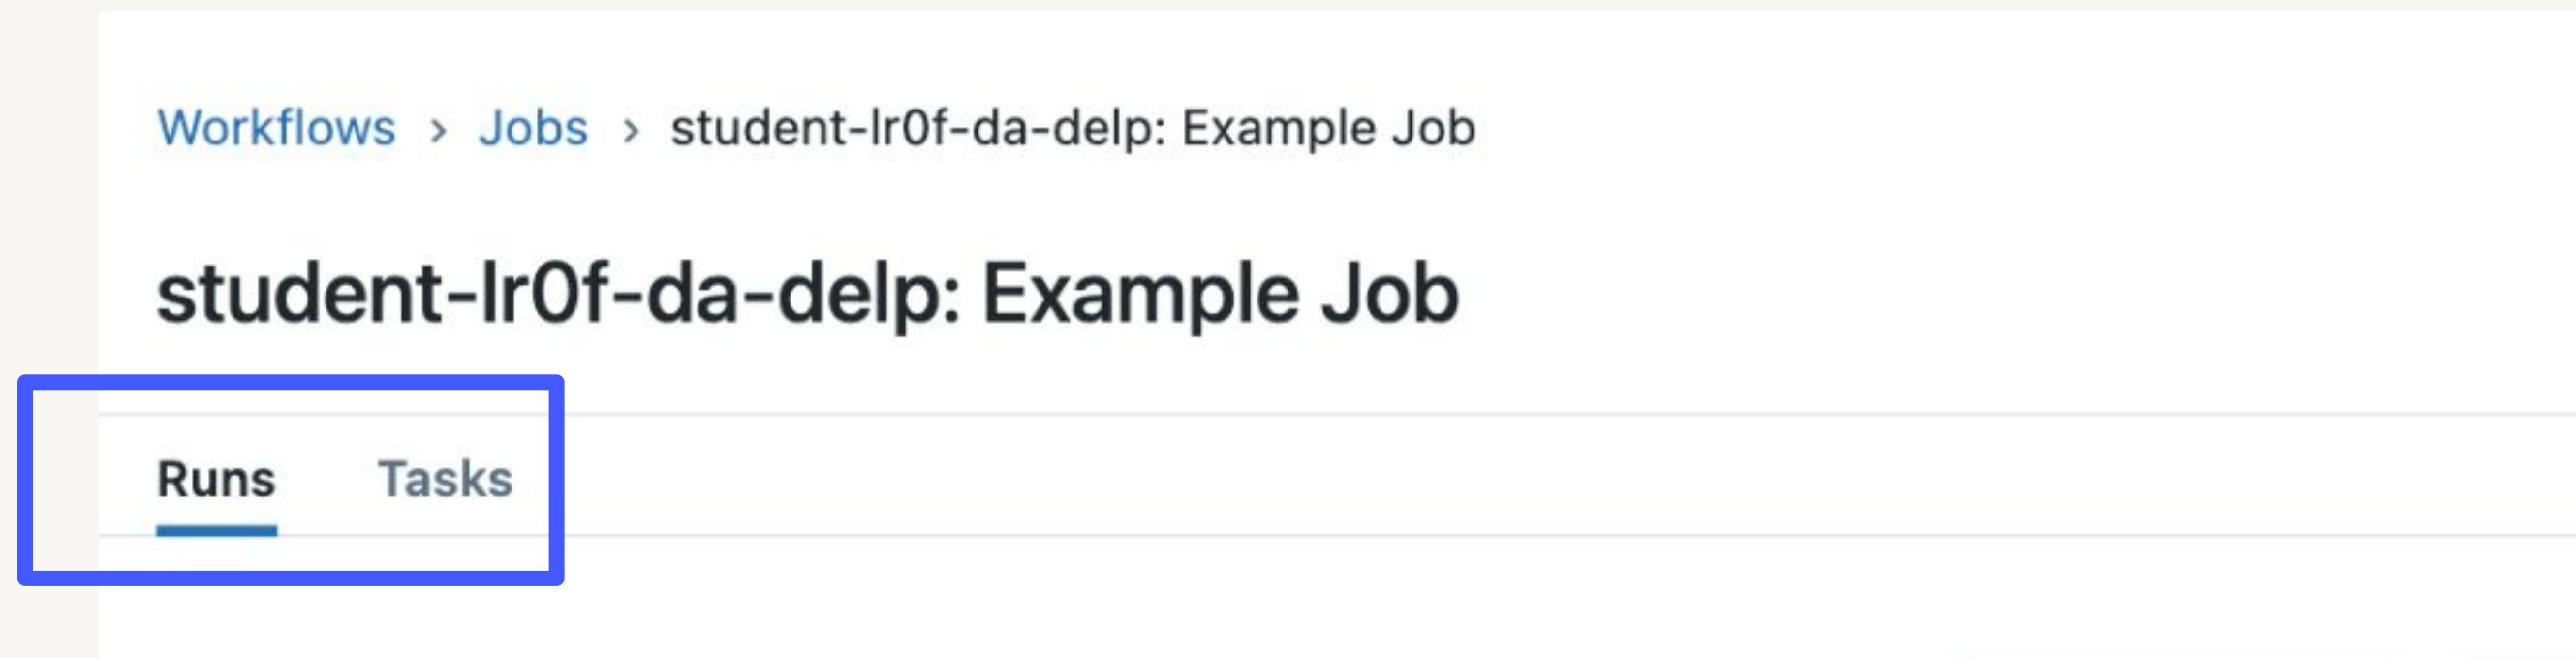 Workflows > Jobs > student-lr0f-da-delp: Example Job
student-lr0f-da-delp: Example Job
Runs Tasks